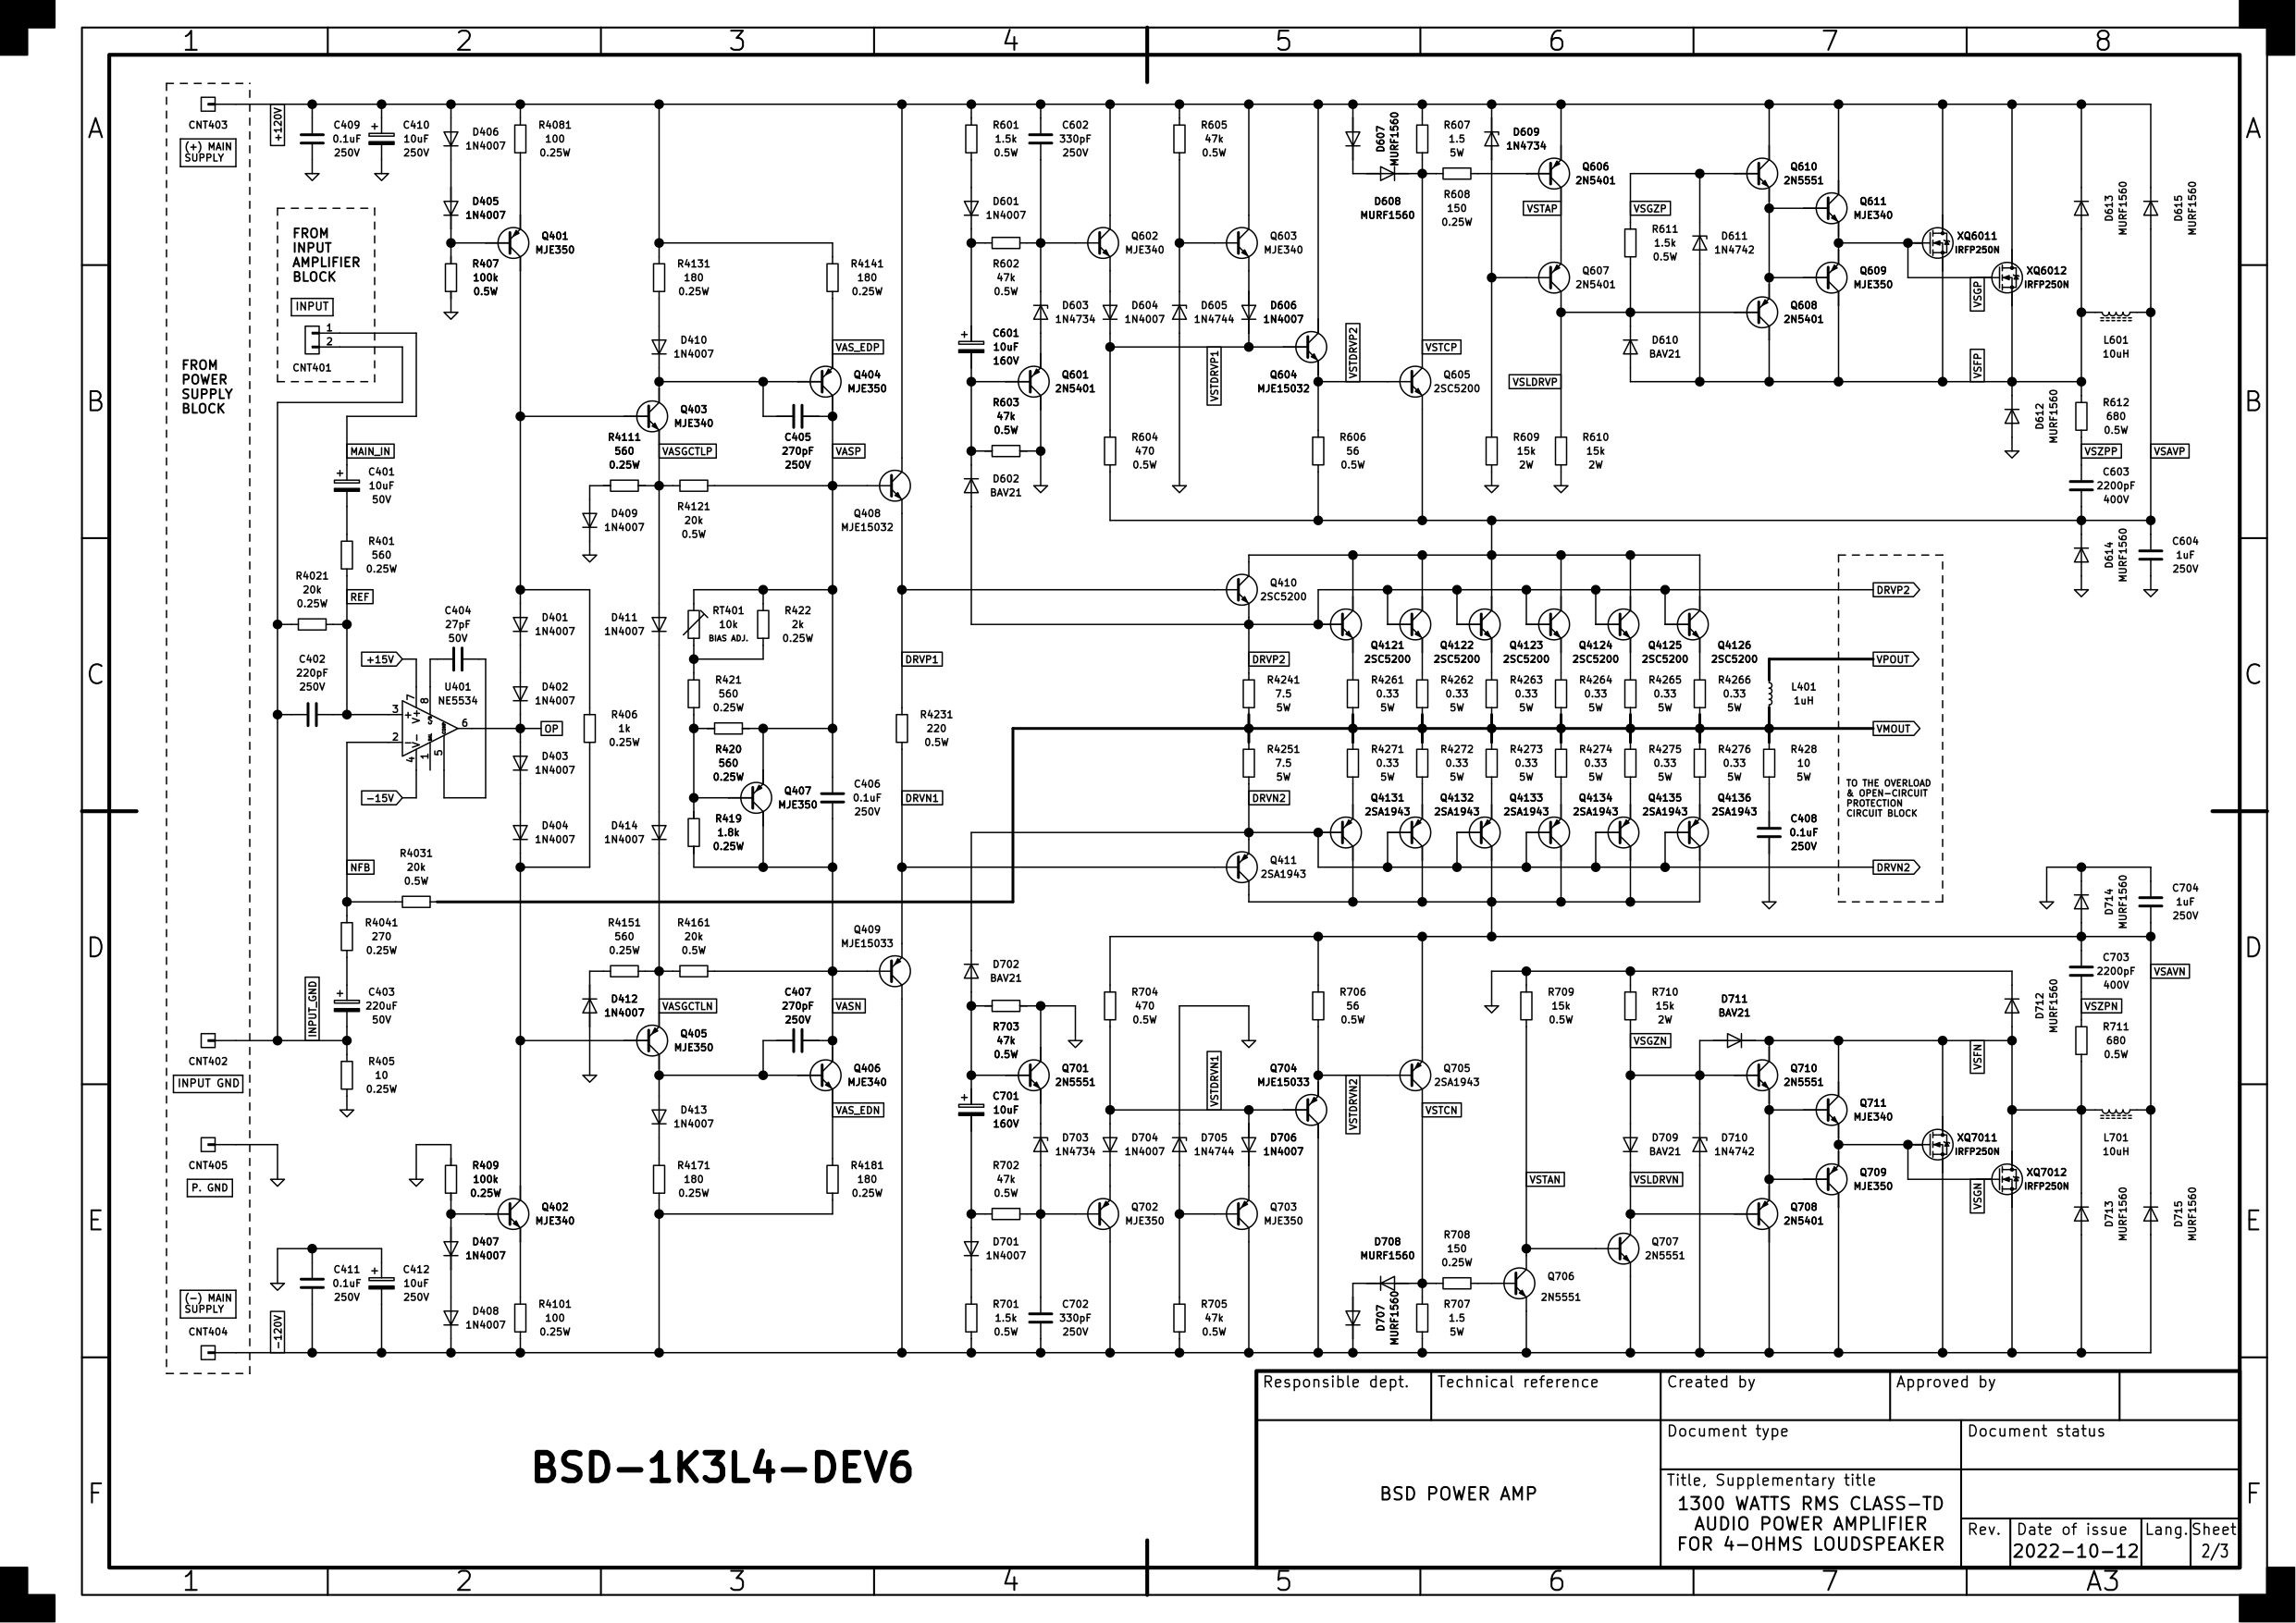 1 2 3 4 5 6 7 8
A
B
C
D
E
F
A
B
C
D
E
F
CNT403
(+) MAIN
SUPPLY
+120V
C409
0.1uF
250V
C410
10uF
250V
D406
1N4007
R4081
100
0.25W
D405
1N4007
Q401
MJE350
R407
100k
0.5W
FROM
INPUT
AMPLIFIER
BLOCK
INPUT
1
2
CNT401
FROM
POWER
SUPPLY
BLOCK
MAIN_IN
C401
10uF
50V
R401
560
0.25W
R4021
20k
0.25W
REF
C402
220pF
250V
C404
27pF
50V
+15V
U401
NE5534
3
2
7
8
6
4
1
5
+
V+
-
V-
-15V
OP
NFB
R4031
20k
0.5W
R4041
270
0.25W
INPUT_GND
C403
220uF
50V
R405
10
0.25W
CNT402
INPUT GND
CNT405
P. GND
(-) MAIN
SUPPLY
CNT404
-120V
C411
0.1uF
250V
C412
10uF
250V
R409
100k
0.25W
Q402
MJE340
D407
1N4007
D408
1N4007
R4101
100
0.25W
D401
1N4007
D402
1N4007
D403
1N4007
D404
1N4007
R406
1k
0.25W
R4131
180
0.25W
R4141
180
0.25W
D410
1N4007
VAS_EDP
Q404
MJE350
Q403
MJE340
R4111
560
0.25W
VASGCTLP
C405
270pF
250V
VASP
D409
1N4007
R4121
20k
0.5W
Q408
MJE15032
D411
1N4007
RT401
10k
BIAS ADJ.
R422
2k
0.25W
R421
560
0.25W
R420
560
0.25W
Q407
MJE350
R419
1.8k
0.25W
C406
0.1uF
250V
D414
1N4007
DRVP1
R4231
220
0.5W
DRVN1
R4151
560
0.25W
R4161
20k
0.5W
Q409
MJE15033
D412
1N4007
VASGCTLN
C407
270pF
250V
VASN
Q405
MJE350
Q406
MJE340
D413
1N4007
VAS_EDN
R4171
180
0.25W
R4181
180
0.25W
R601
1.5k
0.5W
C602
330pF
250V
D601
1N4007
R602
47k
0.5W
Q602
MJE340
D603
1N4734
D604
1N4007
C601
10uF
160V
Q601
2N5401
R603
47k
0.5W
D602
BAV21
R604
470
0.5W
R605
47k
0.5W
Q603
MJE340
D605
1N4744
D606
1N4007
VSTDRVP1
Q604
MJE15032
VSTDRVP2
R606
56
0.5W
D607
MURF1560
D608
MURF1560
R607
1.5
5W
R608
150
0.25W
D609
1N4734
Q606
2N5401
VSTAP
Q607
2N5401
VSTCP
Q605
2SC5200
VSLDRVP
R609
15k
2W
R610
15k
2W
VSGZP
R611
1.5k
0.5W
D611
1N4742
D610
BAV21
Q610
2N5551
Q611
MJE340
Q609
MJE350
Q608
2N5401
XQ6011
IRFP250N
XQ6012
IRFP250N
VSGP
VSFP
D612
MURF1560
D613
MURF1560
D615
MURF1560
L601
10uH
R612
680
0.5W
VSZPP
VSAVP
C603
2200pF
400V
D614
MURF1560
C604
1uF
250V
Q410
2SC5200
Q4121
2SC5200
Q4122
2SC5200
Q4123
2SC5200
Q4124
2SC5200
Q4125
2SC5200
Q4126
2SC5200
DRVP2
R4241
7.5
5W
R4261
0.33
5W
R4262
0.33
5W
R4263
0.33
5W
R4264
0.33
5W
R4265
0.33
5W
R4266
0.33
5W
L401
1uH
R4251
7.5
5W
R4271
0.33
5W
R4272
0.33
5W
R4273
0.33
5W
R4274
0.33
5W
R4275
0.33
5W
R4276
0.33
5W
R428
10
5W
DRVN2
Q4131
2SA1943
Q4132
2SA1943
Q4133
2SA1943
Q4134
2SA1943
Q4135
2SA1943
Q4136
2SA1943
C408
0.1uF
250V
Q411
2SA1943
DRVP2
VPOUT
VMOUT
TO THE OVERLOAD
& OPEN-CIRCUIT
PROTECTION
CIRCUIT BLOCK
DRVN2
D702
BAV21
R703
47k
0.5W
Q701
2N5551
C701
10uF
160V
D703
1N4734
D704
1N4007
R702
47k
0.5W
Q702
MJE350
D701
1N4007
R701
1.5k
0.5W
C702
330pF
250V
R704
470
0.5W
VSTDRVN1
D705
1N4744
D706
1N4007
Q703
MJE350
R705
47k
0.5W
Q704
MJE15033
R706
56
0.5W
VSTDRVN2
Q705
2SA1943
VSTCN
D708
MURF1560
D707
MURF1560
R708
150
0.25W
R707
1.5
5W
Q706
2N5551
R709
15k
0.5W
VSTAN
R710
15k
2W
VSGZN
D709
BAV21
D710
1N4742
VSLDRVN
Q707
2N5551
D711
BAV21
Q710
2N5551
Q711
MJE340
Q709
MJE350
Q708
2N5401
XQ7011
IRFP250N
XQ7012
IRFP250N
VSFN
VSGN
D712
MURF1560
D714
MURF1560
C704
1uF
250V
C703
2200pF
400V
VSAVN
VSZPN
R711
680
0.5W
L701
10uH
D713
MURF1560
D715
MURF1560
BSD-1K3L4-DEV6
Responsible dept.
Technical reference
Created by
Approved by
Document type
Document status
BSD POWER AMP
Title, Supplementary title
1300 WATTS RMS CLASS-TD
AUDIO POWER AMPLIFIER
FOR 4-OHMS LOUDSPEAKER
Rev.
Date of issue
2022-10-12
Lang.
Sheet
2/3
1 2 3 4 5 6 7 A3